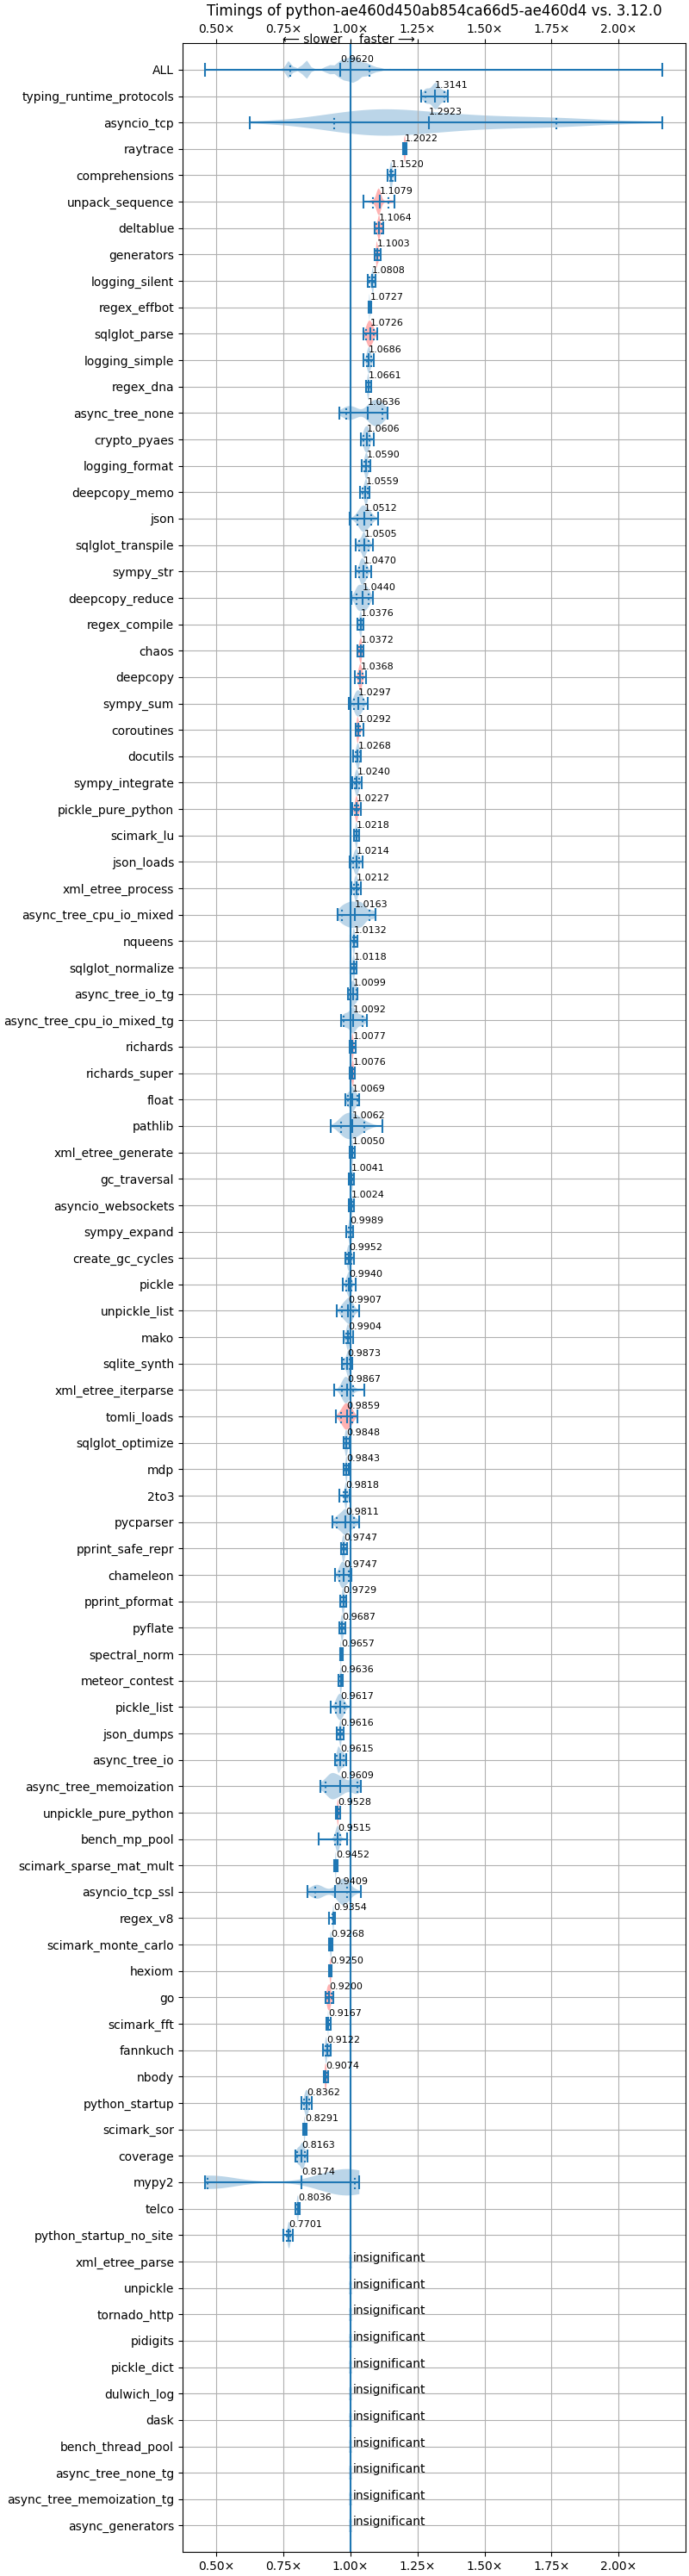 Timings of python-ae460d450ab854ca66d5-ae460d4 vs. 3.12.0
0.50× 0.75× 1.00× 1.25× 1.50× 1.75× 2.00×
⟵ slower faster ⟶
ALL 0.9620
typing_runtime_protocols 1.3141
asyncio_tcp 1.2923
raytrace 1.2022
comprehensions 1.1520
unpack_sequence 1.1079
deltablue 1.1064
generators 1.1003
logging_silent 1.0808
regex_effbot 1.0727
sqlglot_parse 1.0726
logging_simple 1.0686
regex_dna 1.0661
async_tree_none 1.0636
crypto_pyaes 1.0606
logging_format 1.0590
deepcopy_memo 1.0559
json 1.0512
sqlglot_transpile 1.0505
sympy_str 1.0470
deepcopy_reduce 1.0440
regex_compile 1.0376
chaos 1.0372
deepcopy 1.0368
sympy_sum 1.0297
coroutines 1.0292
docutils 1.0268
sympy_integrate 1.0240
pickle_pure_python 1.0227
scimark_lu 1.0218
json_loads 1.0214
xml_etree_process 1.0212
async_tree_cpu_io_mixed 1.0163
nqueens 1.0132
sqlglot_normalize 1.0118
async_tree_io_tg 1.0099
async_tree_cpu_io_mixed_tg 1.0092
richards 1.0077
richards_super 1.0076
float 1.0069
pathlib 1.0062
xml_etree_generate 1.0050
gc_traversal 1.0041
asyncio_websockets 1.0024
sympy_expand 0.9989
create_gc_cycles 0.9952
pickle 0.9940
unpickle_list 0.9907
mako 0.9904
sqlite_synth 0.9873
xml_etree_iterparse 0.9867
tomli_loads 0.9859
sqlglot_optimize 0.9848
mdp 0.9843
2to3 0.9818
pycparser 0.9811
pprint_safe_repr 0.9747
chameleon 0.9747
pprint_pformat 0.9729
pyflate 0.9687
spectral_norm 0.9657
meteor_contest 0.9636
pickle_list 0.9617
json_dumps 0.9616
async_tree_io 0.9615
async_tree_memoization 0.9609
unpickle_pure_python 0.9528
bench_mp_pool 0.9515
scimark_sparse_mat_mult 0.9452
asyncio_tcp_ssl 0.9409
regex_v8 0.9354
scimark_monte_carlo 0.9268
hexiom 0.9250
go 0.9200
scimark_fft 0.9167
fannkuch 0.9122
nbody 0.9074
python_startup 0.8362
scimark_sor 0.8291
coverage 0.8163
mypy2 0.8174
telco 0.8036
python_startup_no_site 0.7701
xml_etree_parse insignificant
unpickle insignificant
tornado_http insignificant
pidigits insignificant
pickle_dict insignificant
dulwich_log insignificant
dask insignificant
bench_thread_pool insignificant
async_tree_none_tg insignificant
async_tree_memoization_tg insignificant
async_generators insignificant
0.50× 0.75× 1.00× 1.25× 1.50× 1.75× 2.00×